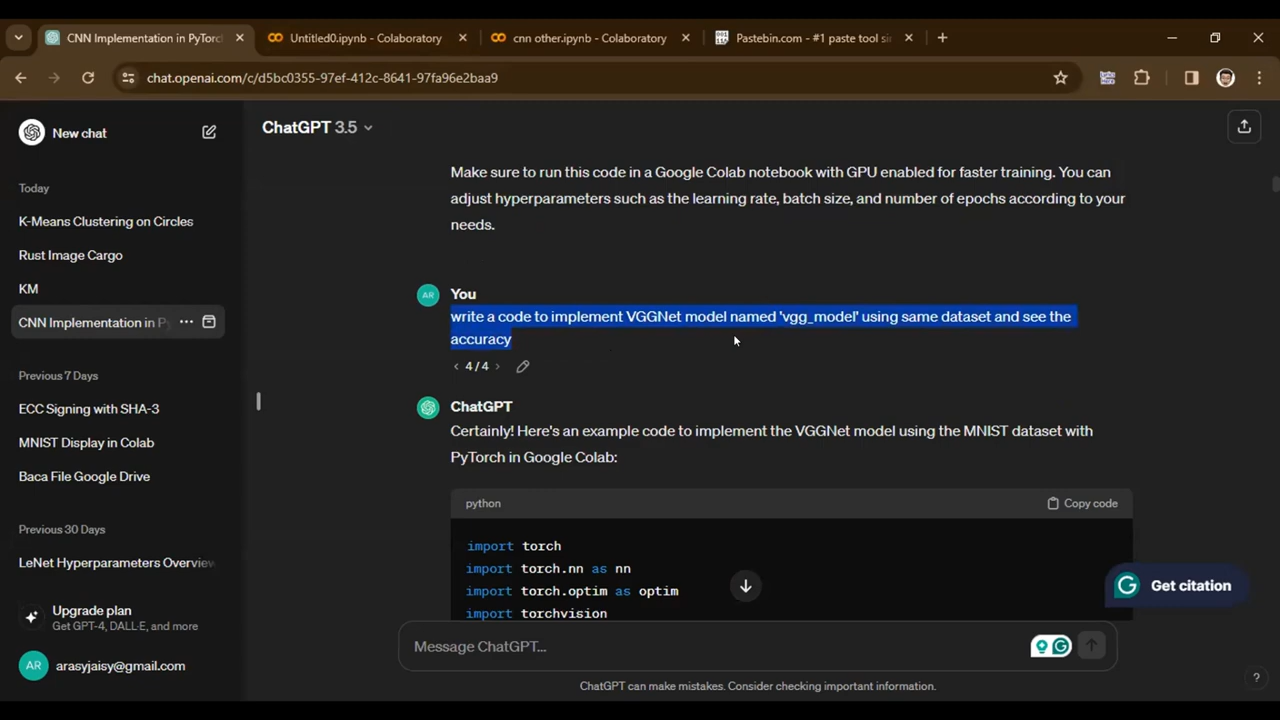 CNN Implementation in PyTorc
Untitled0.ipynb - Colaboratory
cnn other.ipynb - Colaboratory
Pastebin.com - #1 paste tool si
chat.openai.com/c/d5bc0355-97ef-412c-8641-97fa96e2baa9
New chat
ChatGPT 3.5
Today
K-Means Clustering on Circles
Rust Image Cargo
KM
CNN Implementation in P
Previous 7 Days
ECC Signing with SHA-3
MNIST Display in Colab
Baca File Google Drive
Previous 30 Days
LeNet Hyperparameters Overview
Upgrade plan
Get GPT-4, DALL·E, and more
AR
arasyjaisy@gmail.com
Make sure to run this code in a Google Colab notebook with GPU enabled for faster training. You can
adjust hyperparameters such as the learning rate, batch size, and number of epochs according to your
needs.
AR
You
write a code to implement VGGNet model named 'vgg_model' using same dataset and see the
accuracy
< 4 / 4 >
ChatGPT
Certainly! Here's an example code to implement the VGGNet model using the MNIST dataset with
PyTorch in Google Colab:
python
Copy code
import torch
import torch.nn as nn
import torch.optim as optim
import torchvision
Get citation
Message ChatGPT...
ChatGPT can make mistakes. Consider checking important information.
?